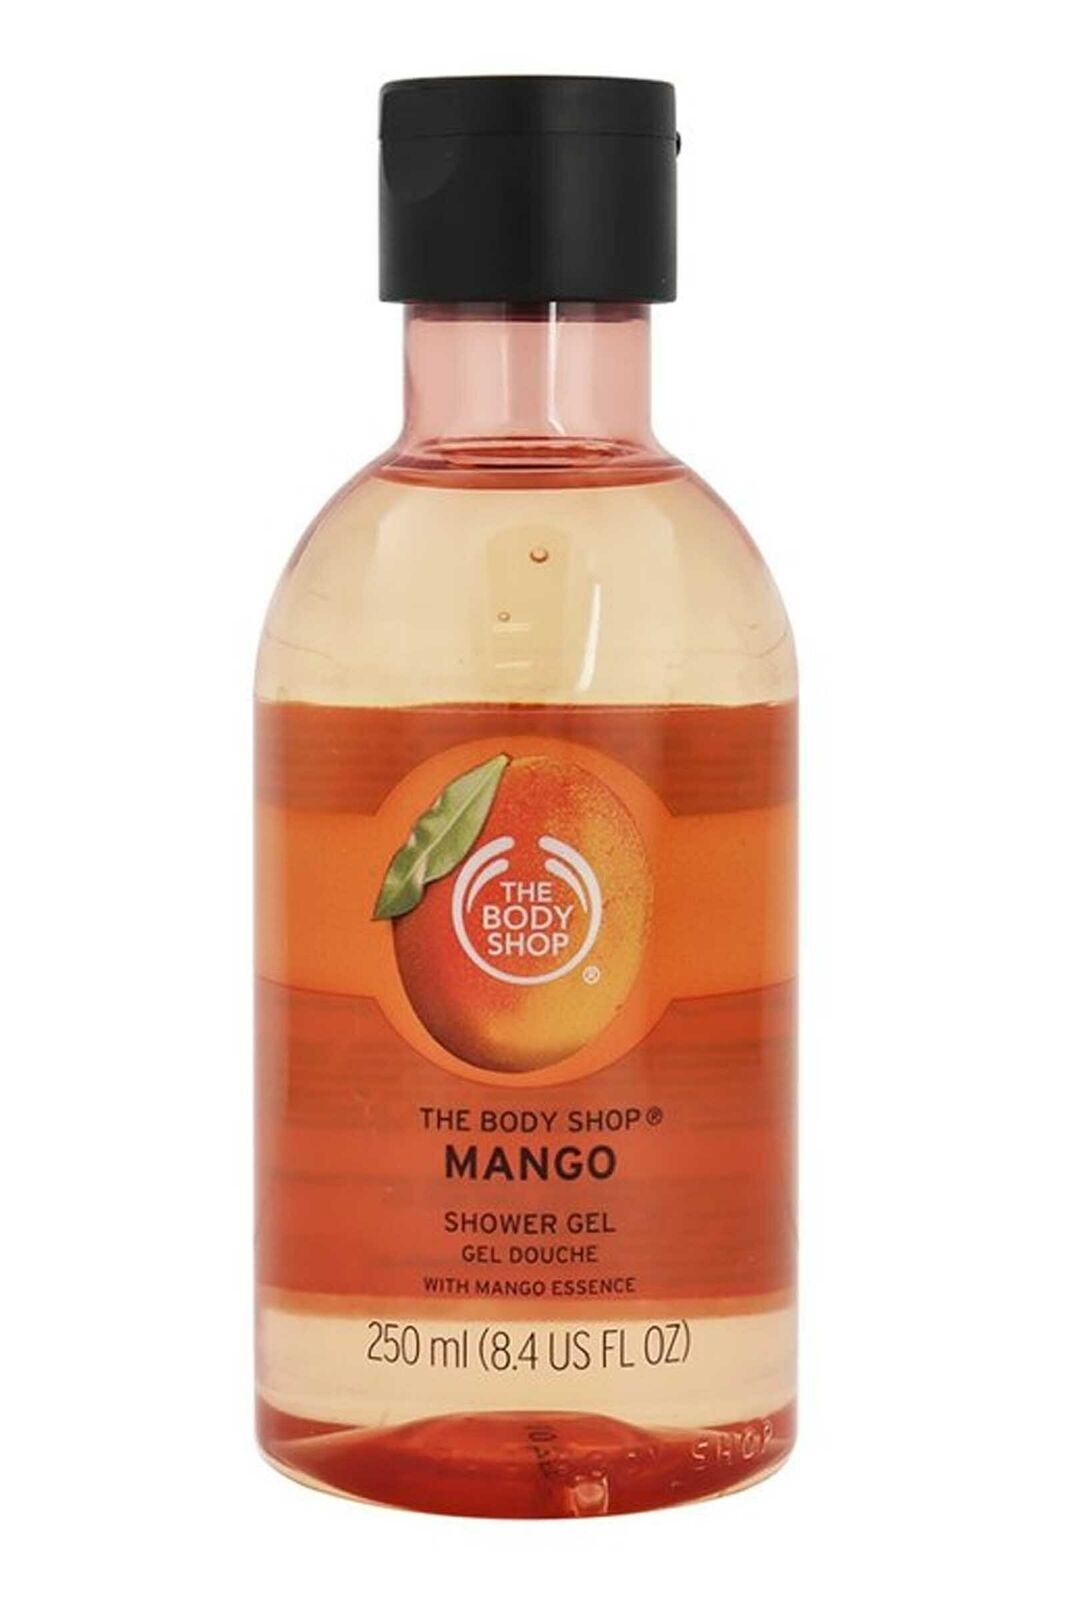 THE
BODY
SHOP
®
THE BODY SHOP®
MANGO
SHOWER GEL
GEL DOUCHE
WITH MANGO ESSENCE
250 ml (8.4 US FL OZ)
SHOP